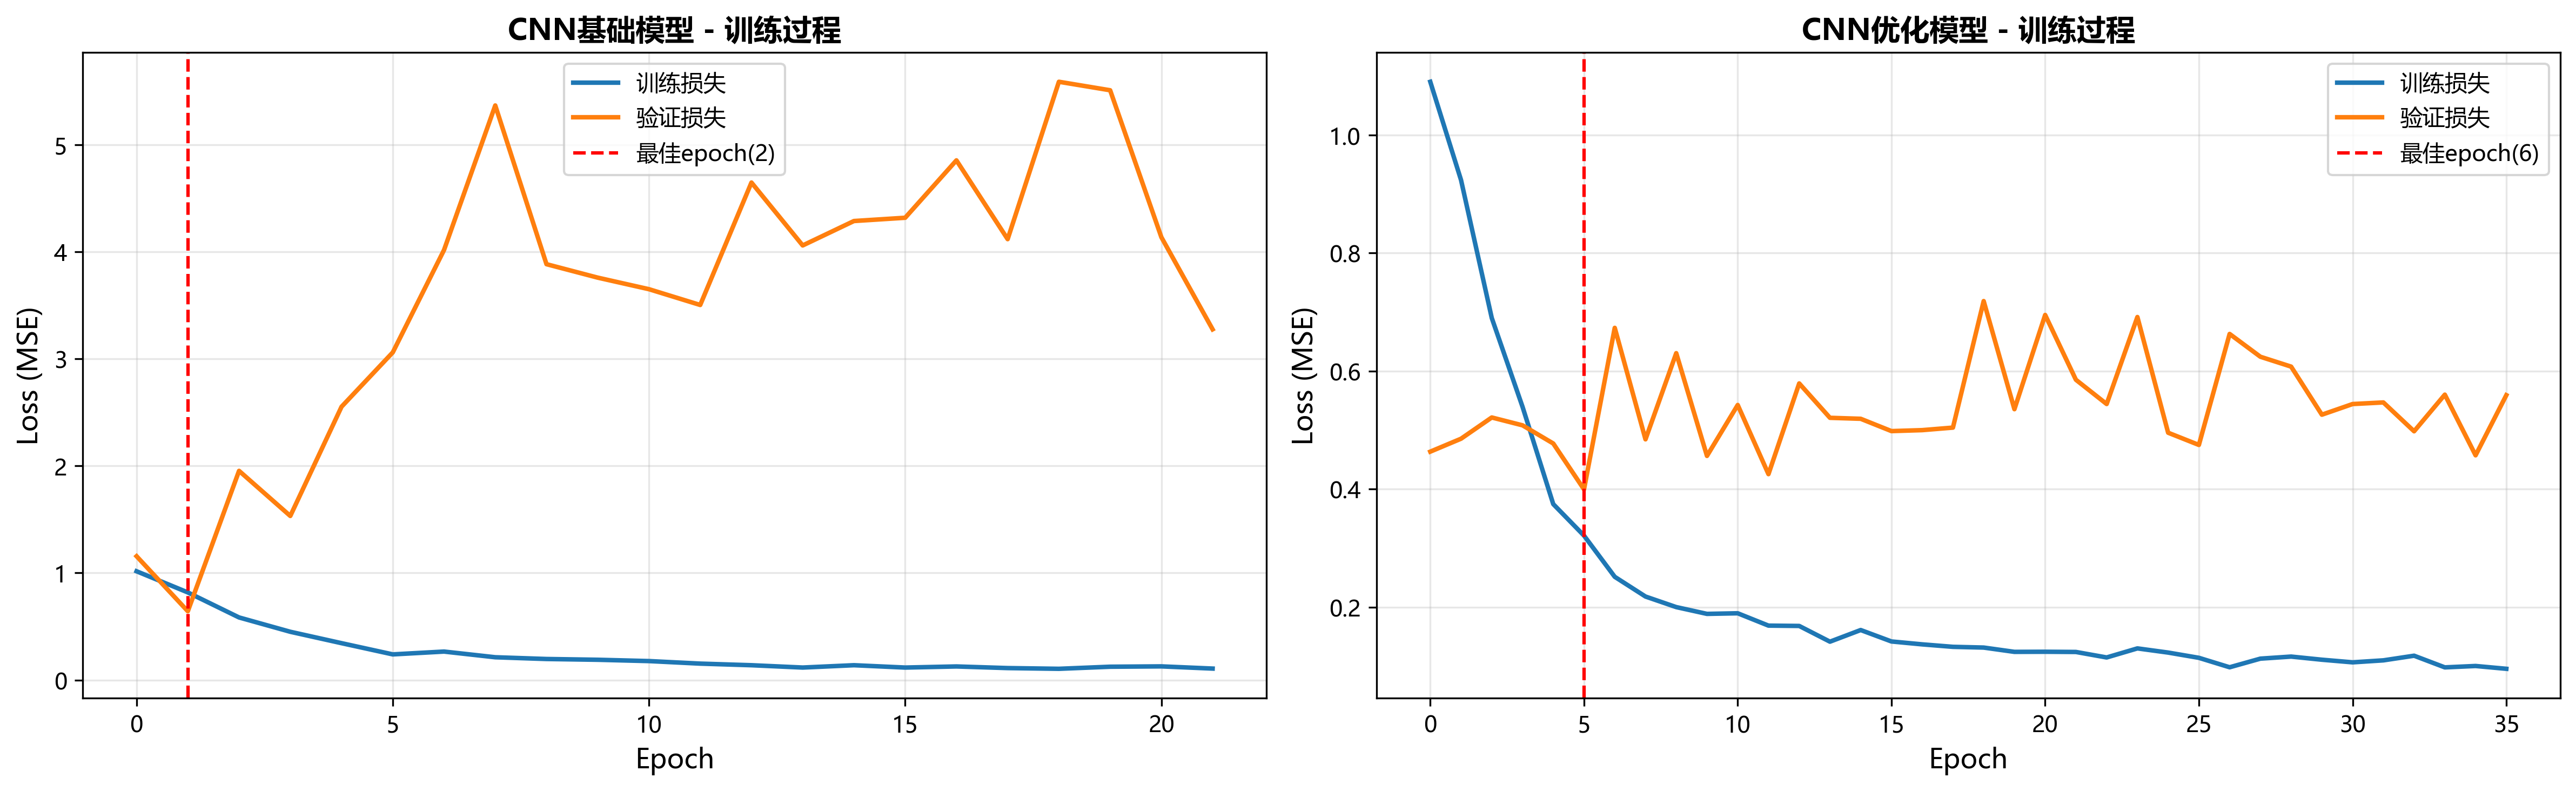 CNN基础模型 - 训练过程
训练损失
验证损失
最佳epoch(2)
Loss (MSE)
5
4
3
2
1
0
0 5 10 15 20
Epoch
CNN优化模型 - 训练过程
训练损失
验证损失
最佳epoch(6)
Loss (MSE)
1.0
0.8
0.6
0.4
0.2
0 5 10 15 20 25 30 35
Epoch